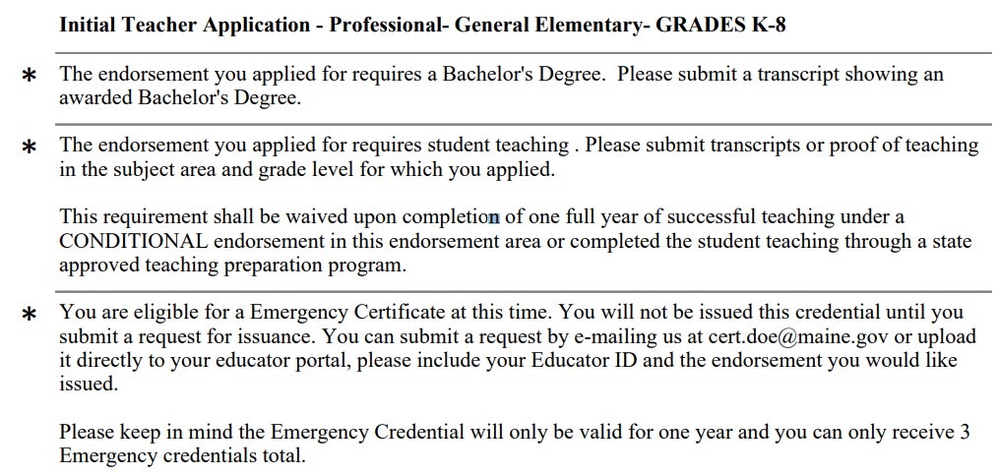 Initial Teacher Application - Professional- General Elementary- GRADES K-8
* The endorsement you applied for requires a Bachelor's Degree.  Please submit a transcript showing an
awarded Bachelor's Degree.
* The endorsement you applied for requires student teaching . Please submit transcripts or proof of teaching
in the subject area and grade level for which you applied.
This requirement shall be waived upon completion of one full year of successful teaching under a
CONDITIONAL endorsement in this endorsement area or completed the student teaching through a state
approved teaching preparation program.
* You are eligible for a Emergency Certificate at this time. You will not be issued this credential until you
submit a request for issuance. You can submit a request by e-mailing us at cert.doe@maine.gov or upload
it directly to your educator portal, please include your Educator ID and the endorsement you would like
issued.
Please keep in mind the Emergency Credential will only be valid for one year and you can only receive 3
Emergency credentials total.